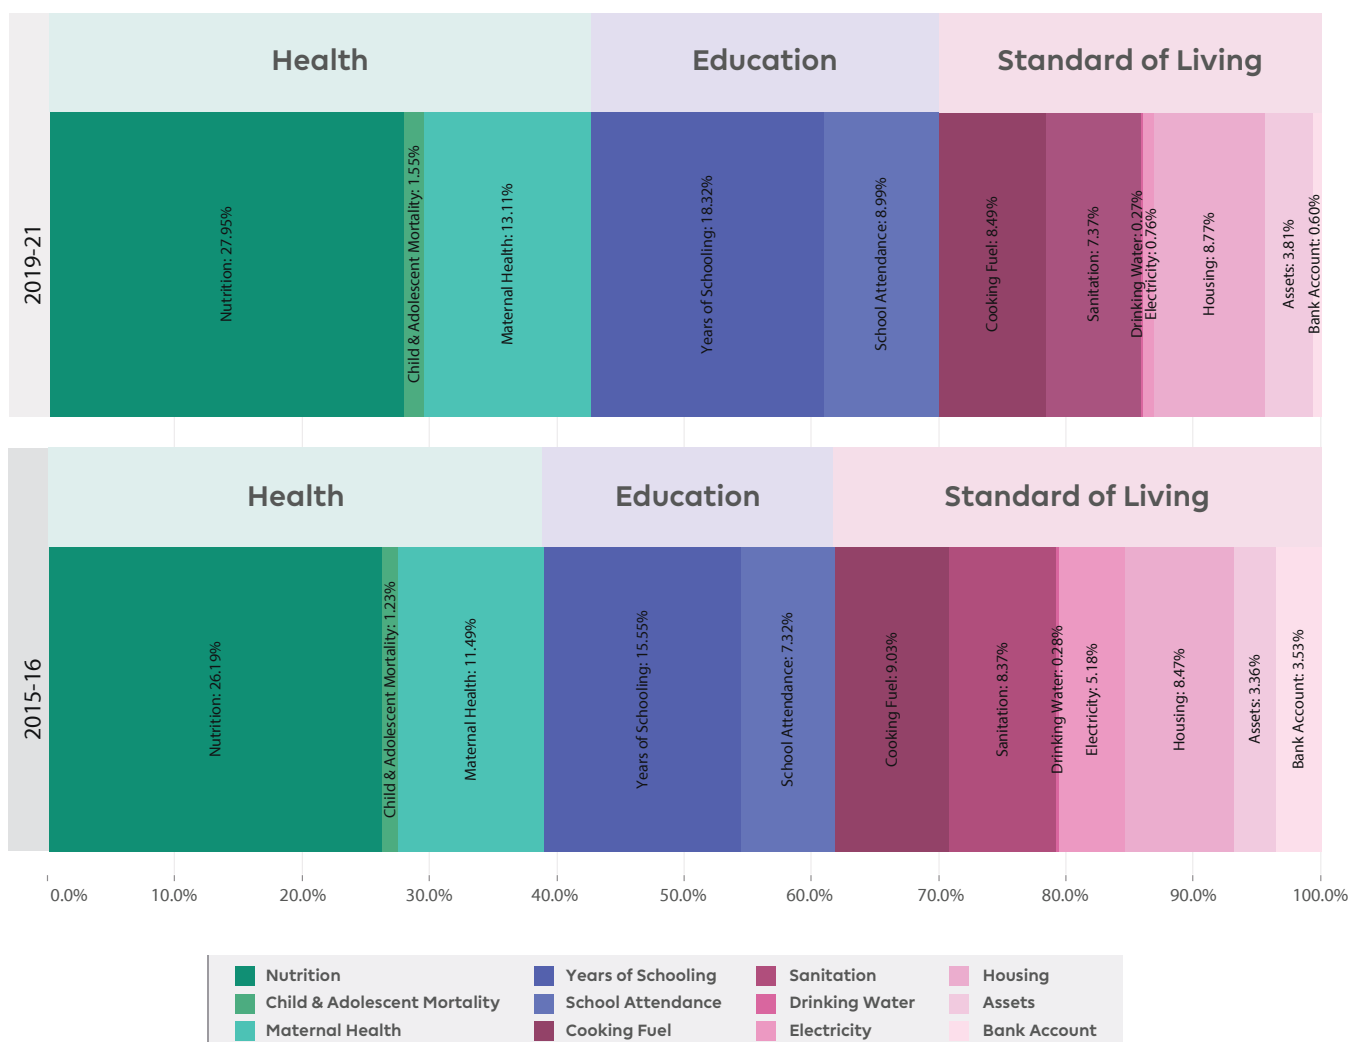 Health
Education
Standard of Living
2019-21
Nutrition: 27.95%
Child & Adolescent Mortality: 1.55%
Maternal Health: 13.11%
Years of Schooling: 18.32%
School Attendance: 8.99%
Cooking Fuel: 8.49%
Sanitation: 7.37%
Drinking Water: 0.27%
Electricity: 0.76%
Housing: 8.77%
Assets: 3.81%
Bank Account: 0.60%
Health
Education
Standard of Living
2015-16
Nutrition: 26.19%
Child & Adolescent Mortality: 1.23%
Maternal Health: 11.49%
Years of Schooling: 15.55%
School Attendance: 7.32%
Cooking Fuel: 9.03%
Sanitation: 8.37%
Drinking Water: 0.28%
Electricity: 5.18%
Housing: 8.47%
Assets: 3.36%
Bank Account: 3.53%
0.0%
10.0%
20.0%
30.0%
40.0%
50.0%
60.0%
70.0%
80.0%
90.0%
100.0%
Nutrition
Child & Adolescent Mortality
Maternal Health
Years of Schooling
School Attendance
Cooking Fuel
Sanitation
Drinking Water
Electricity
Housing
Assets
Bank Account